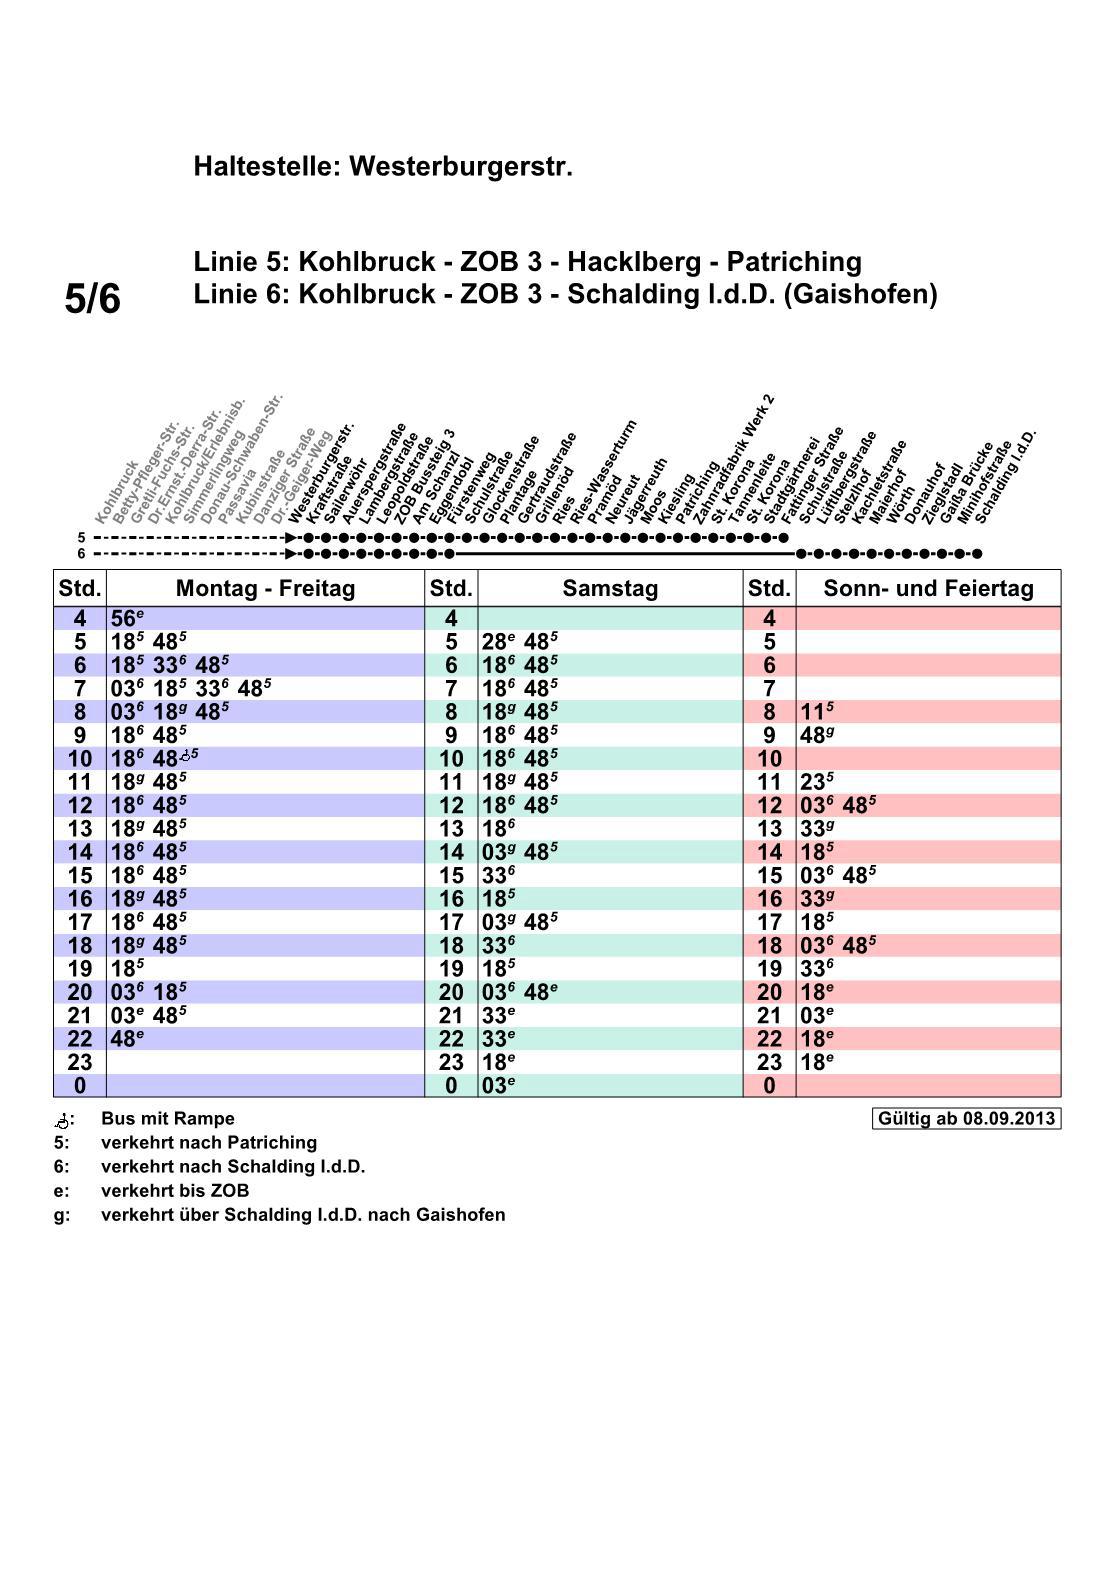 Haltestelle: Westerburgerstr.
5/6
Linie 5: Kohlbruck - ZOB 3 - Hacklberg - Patriching
Linie 6: Kohlbruck - ZOB 3 - Schalding l.d.D. (Gaishofen)
Kohlbruck
Betty-Pfleger-Str.
Gretl-Fuchs-Str.
Dr.Ernst.-Derra-Str.
Kohlbruck/Erlebnisb.
Simmerlingweg
Donau-Schwaben-Str.
Passavia
Kubinstraße
Danziger Straße
Dr.-Geiger-Weg
Westerburgerstr.
Kraftstraße
Sailerwöhr
Auerspergstraße
Lambergstraße
Leopoldstraße
ZOB Bussteig 3
Am Schanzl
Eggendobl
Fürstenweg
Schulstraße
Glockenstraße
Plantage
Gertraudstraße
Grillenöd
Ries
Ries-Wasserturm
Pramöd
Neureut
Jägerreuth
Moos
Kiesling
Patriching
Zahnradfabrik Werk 2
St. Korona
Tannenleite
St. Korona
Stadtgärtnerei
Fattinger Straße
Schulstraße
Lüftlbergstraße
Stelzlhof
Kachletstraße
Maierhof
Wörth
Donauhof
Zieglstadl
Gaißa Brücke
Minihofstraße
Schalding l.d.D.
5
6
Std. Montag - Freitag Std. Samstag Std. Sonn- und Feiertag
4 56e 4 4
5 185 485 5 28e 485 5
6 185 336 485 6 186 485 6
7 036 185 336 485 7 186 485 7
8 036 18g 485 8 18g 485 8 115
9 186 485 9 186 485 9 48g
10 186 48♿5 10 186 485 10
11 18g 485 11 18g 485 11 235
12 186 485 12 186 485 12 036 485
13 18g 485 13 186 13 33g
14 186 485 14 03g 485 14 185
15 186 485 15 336 15 036 485
16 18g 485 16 185 16 33g
17 186 485 17 03g 485 17 185
18 18g 485 18 336 18 036 485
19 185 19 185 19 336
20 036 185 20 036 48e 20 18e
21 03e 485 21 33e 21 03e
22 48e 22 33e 22 18e
23 23 18e 23 18e
0 0 03e 0
♿: Bus mit Rampe Gültig ab 08.09.2013
5: verkehrt nach Patriching
6: verkehrt nach Schalding l.d.D.
e: verkehrt bis ZOB
g: verkehrt über Schalding l.d.D. nach Gaishofen